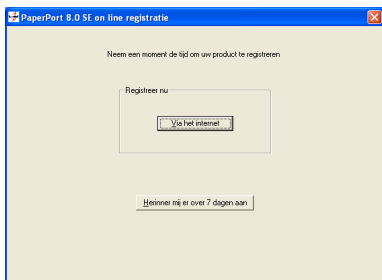 PaperPort 8.0 SE on line registratie
Neem een moment de tijd om uw product te registreren
Registreer nu
Via het internet
Herinner mij er over 7 dagen aan